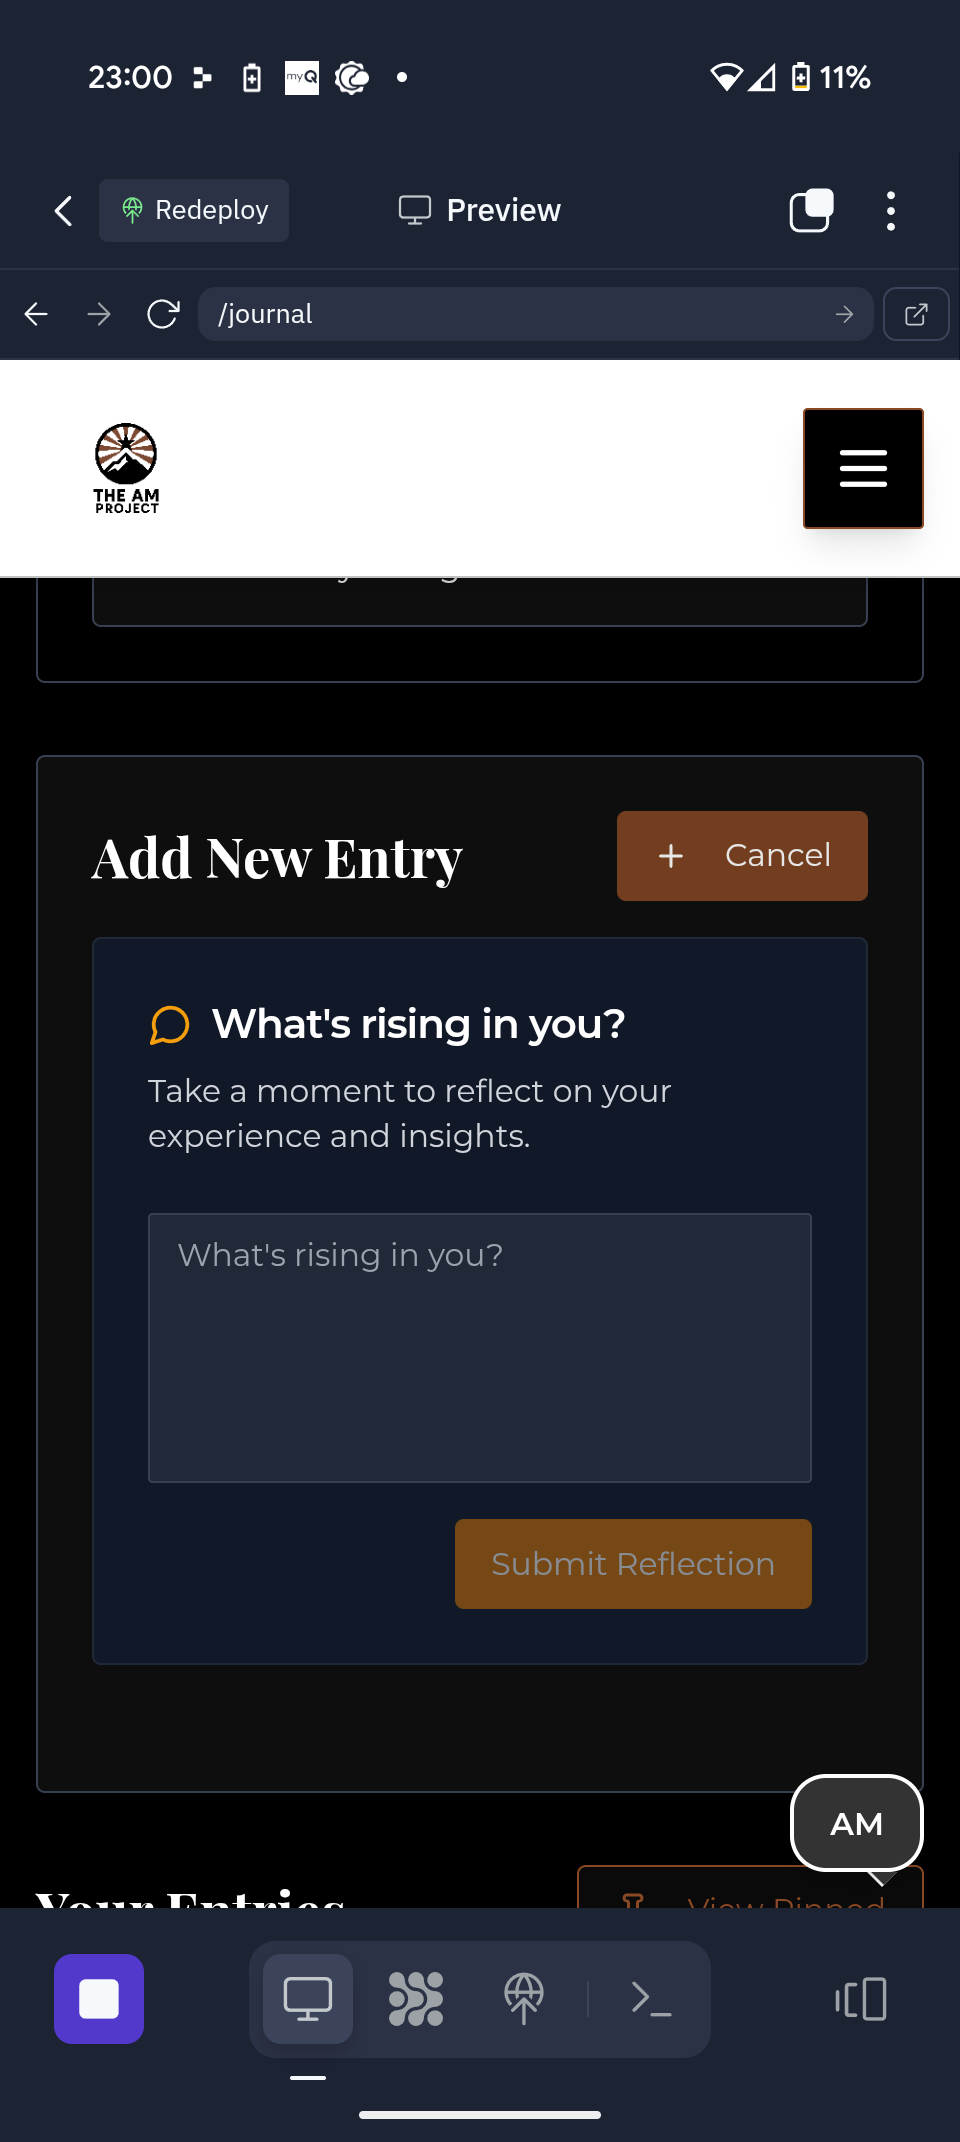 23:00 myQ 11%
Redeploy Preview
/journal
THE AM
PROJECT
Add New Entry
Cancel
What's rising in you?
Take a moment to reflect on your
experience and insights.
What's rising in you?
Submit Reflection
AM
Your Entries
View Pinned